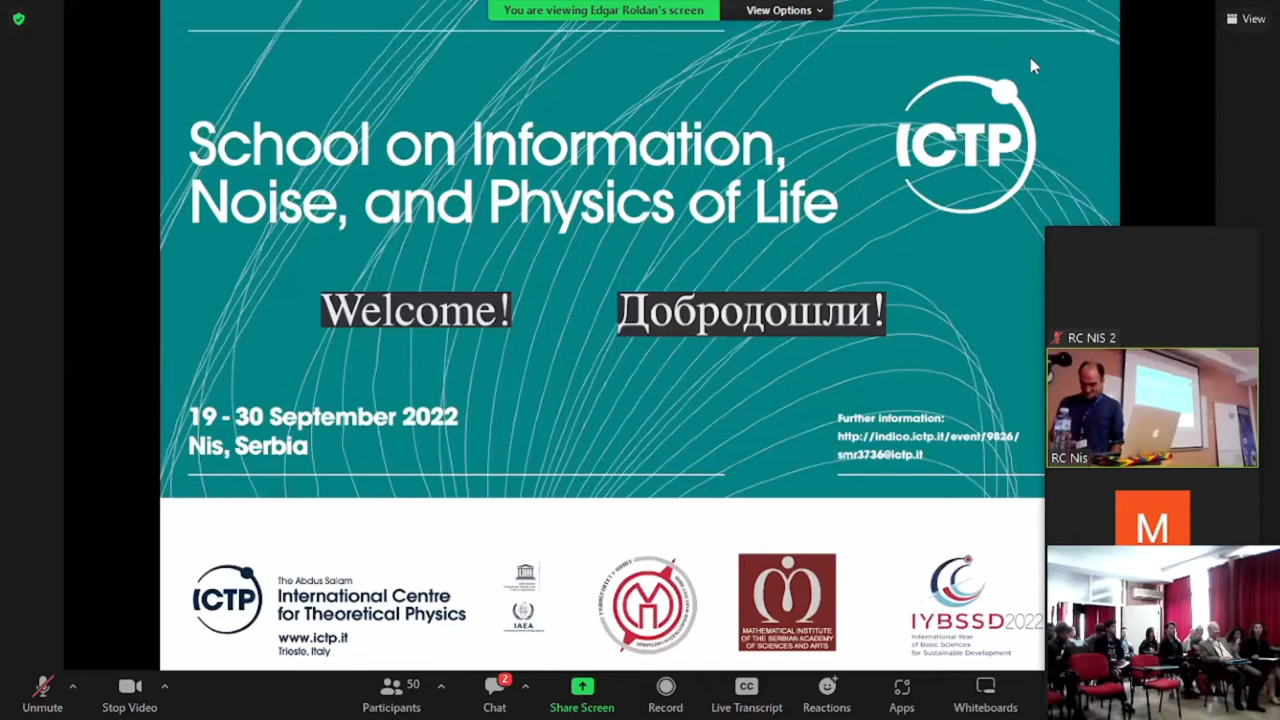 You are viewing Edgar Roldan's screen
View Options
View
School on Information,
Noise, and Physics of Life
ICTP
Welcome!
Добродошли!
19 - 30 September 2022
Nis, Serbia
Further information:
http://indico.ictp.it/event/9826/
smr3736@ictp.it
RC NIS 2
RC Nis
M
ICTP
The Abdus Salam
International Centre
for Theoretical Physics
www.ictp.it
Trieste, Italy
IAEA
MATHEMATICAL INSTITUTE
OF THE SERBIAN ACADEMY
OF SCIENCES AND ARTS
IYBSSD2022
International Year
of Basic Sciences
for Sustainable Development
Unmute
Stop Video
50
Participants
2
Chat
Share Screen
Record
CC
Live Transcript
Reactions
Apps
Whiteboards